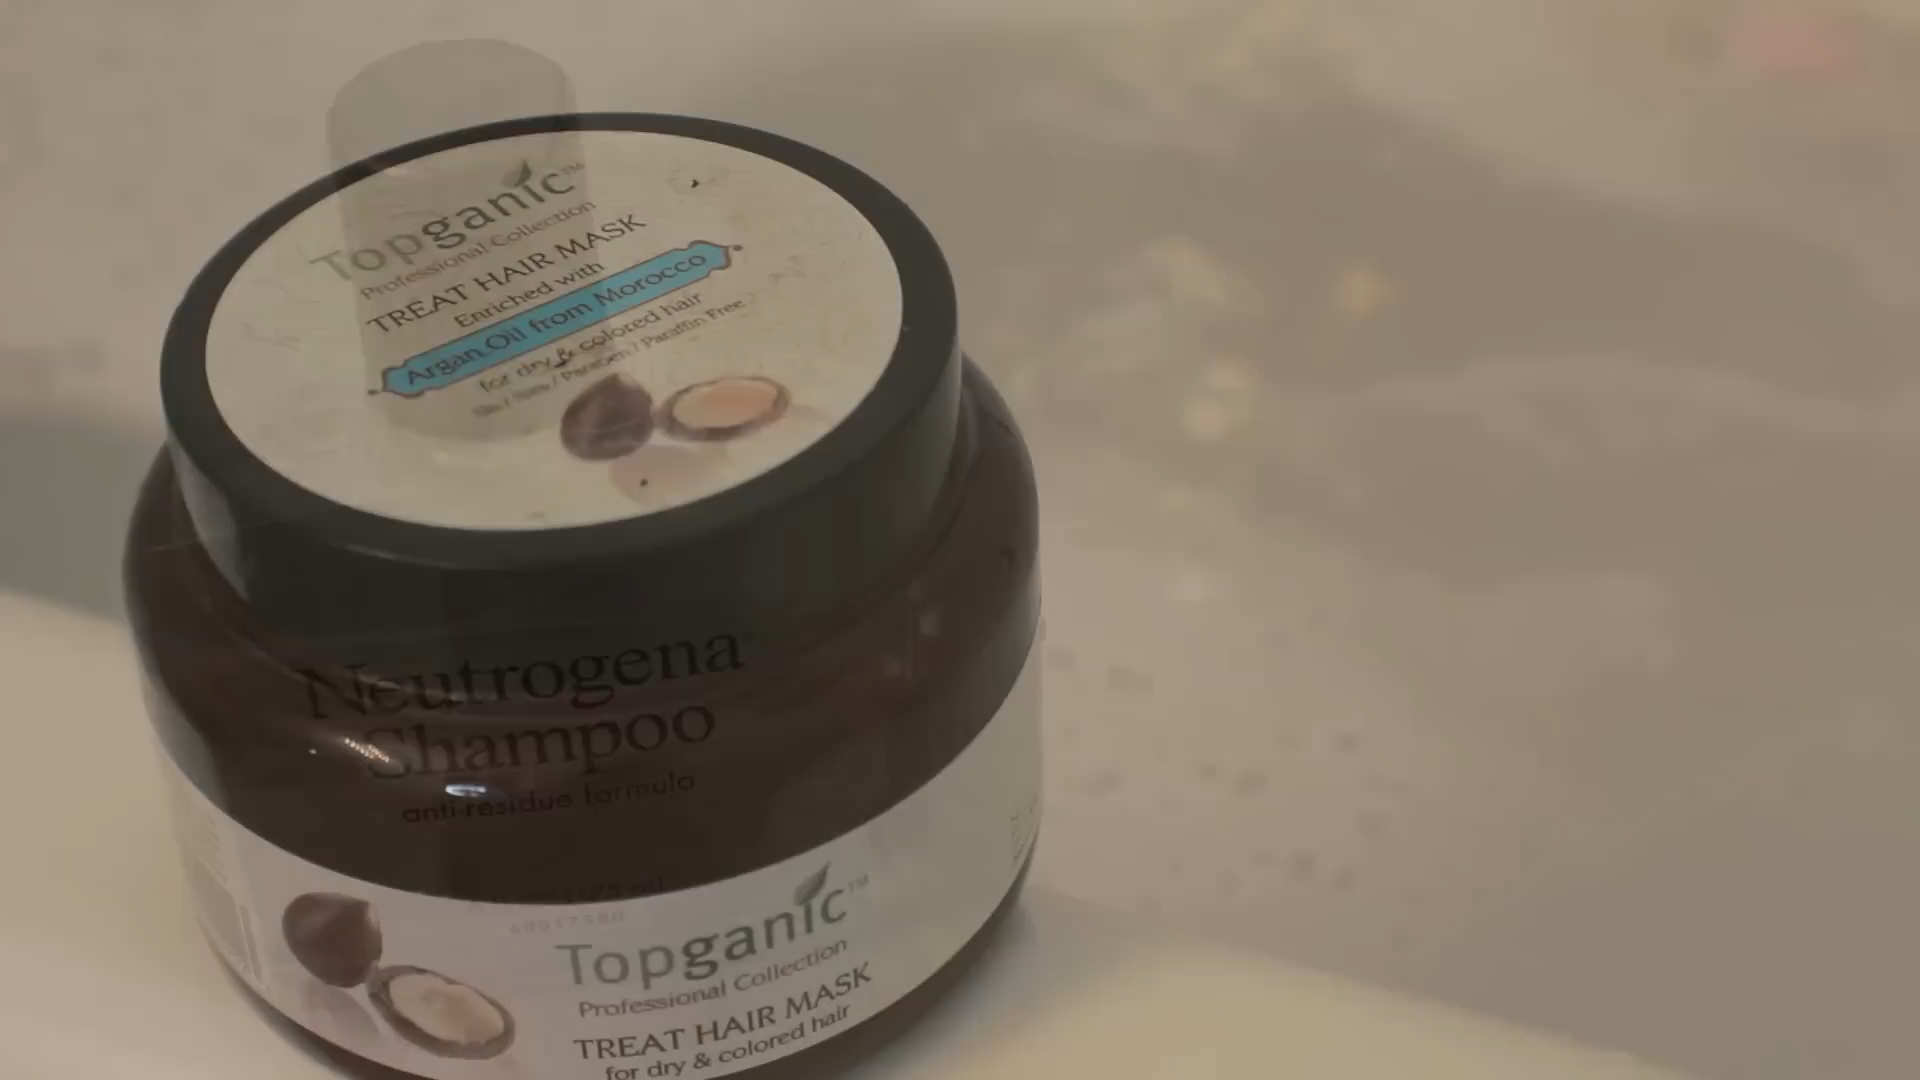 Topganic™
Professional Collection
TREAT HAIR MASK
Enriched with
Argan Oil from Morocco
for dry & colored hair
/ Paraben / Paraffin Free
Neutrogena
Shampoo
anti-residue formula
Topganic™
Professional Collection
TREAT HAIR MASK
for dry & colored hair